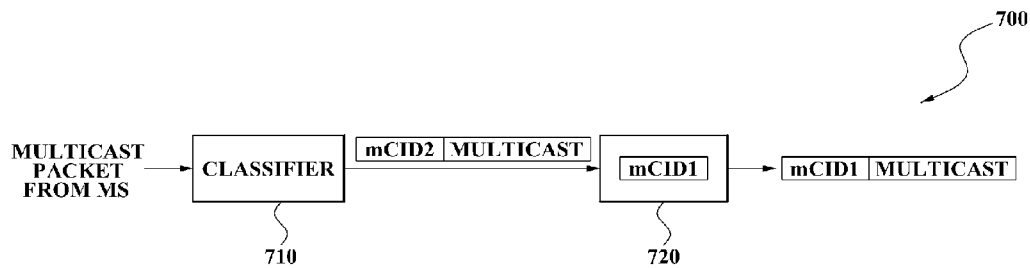 700
MULTICAST
PACKET
FROM MS
CLASSIFIER
mCID2 MULTICAST
mCID1
mCID1 MULTICAST
710
720